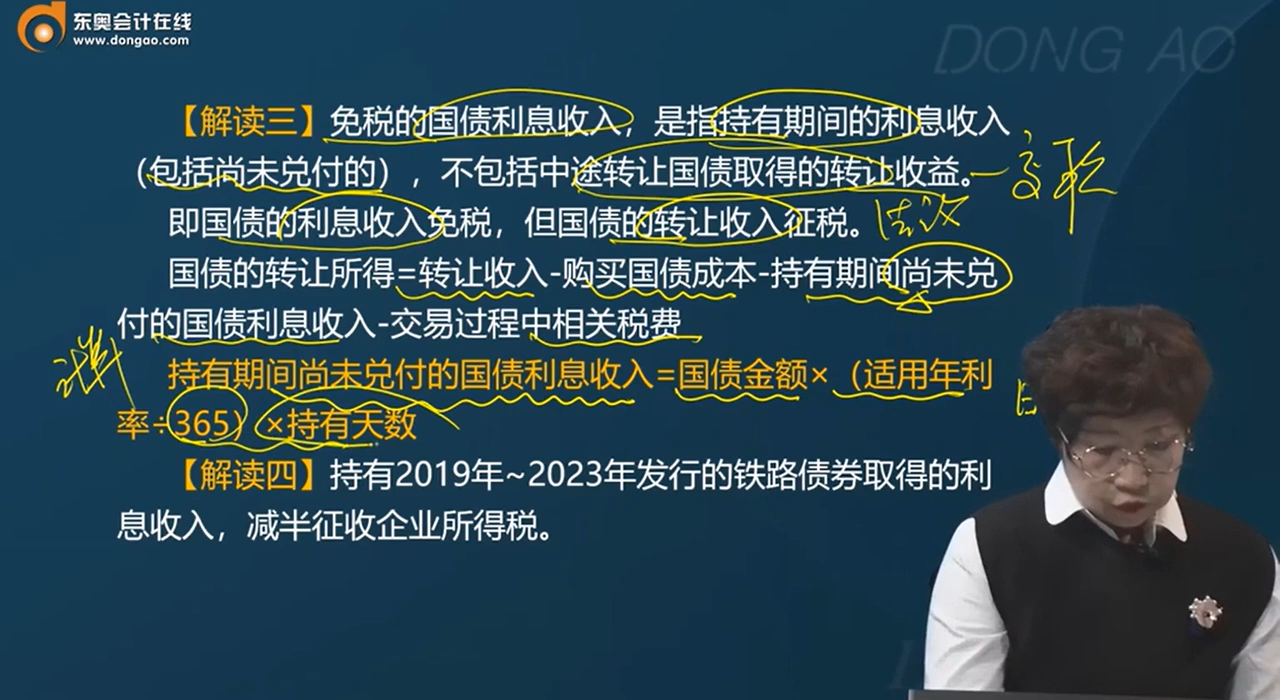 东奥会计在线
www.dongao.com
DONG AO
【解读三】免税的国债利息收入，是指持有期间的利息收入
（包括尚未兑付的），不包括中途转让国债取得的转让收益。
即国债的利息收入免税，但国债的转让收入征税。
国债的转让所得=转让收入-购买国债成本-持有期间尚未兑
付的国债利息收入-交易过程中相关税费
持有期间尚未兑付的国债利息收入=国债金额×（适用年利
率÷365）×持有天数
【解读四】持有2019年~2023年发行的铁路债券取得的利
息收入，减半征收企业所得税。